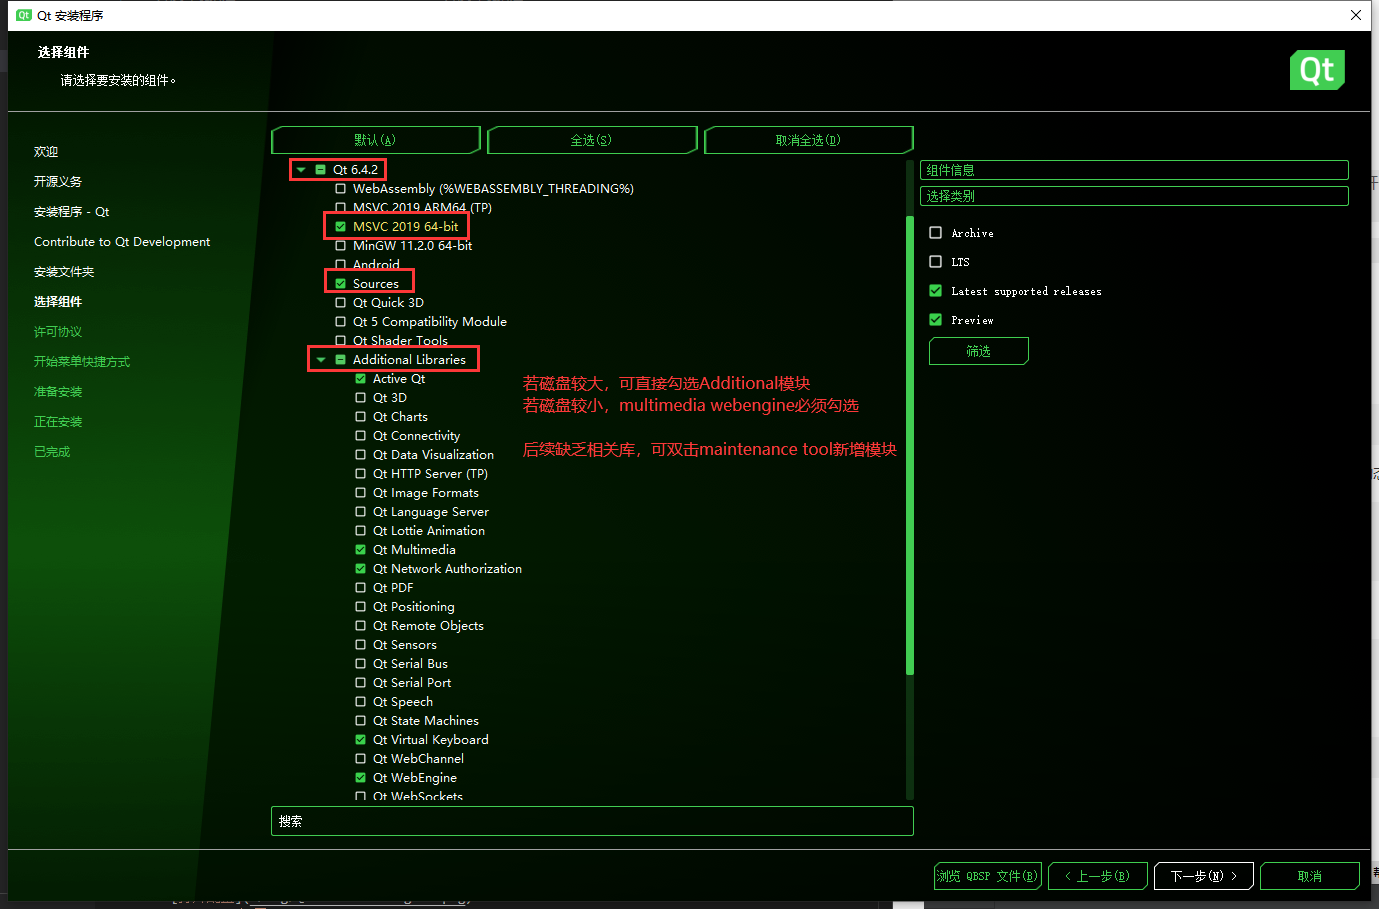 Qt 安装程序
选择组件
请选择要安装的组件。
Qt
欢迎
开源义务
安装程序 - Qt
Contribute to Qt Development
安装文件夹
选择组件
许可协议
开始菜单快捷方式
准备安装
正在安装
已完成
默认(A)
全选(S)
取消全选(D)
Qt 6.4.2
WebAssembly (%WEBASSEMBLY_THREADING%)
MSVC 2019 ARM64 (TP)
MSVC 2019 64-bit
MinGW 11.2.0 64-bit
Android
Sources
Qt Quick 3D
Qt 5 Compatibility Module
Qt Shader Tools
Additional Libraries
Active Qt
Qt 3D
Qt Charts
Qt Connectivity
Qt Data Visualization
Qt HTTP Server (TP)
Qt Image Formats
Qt Language Server
Qt Lottie Animation
Qt Multimedia
Qt Network Authorization
Qt PDF
Qt Positioning
Qt Remote Objects
Qt Sensors
Qt Serial Bus
Qt Serial Port
Qt Speech
Qt State Machines
Qt Virtual Keyboard
Qt WebChannel
Qt WebEngine
Qt WebSockets
若磁盘较大，可直接勾选Additional模块
若磁盘较小，multimedia webengine必须勾选
后续缺乏相关库，可双击maintenance tool新增模块
搜索
组件信息
选择类别
Archive
LTS
Latest supported releases
Preview
筛选
浏览 QBSP 文件(B)
< 上一步(B)
下一步(N) >
取消